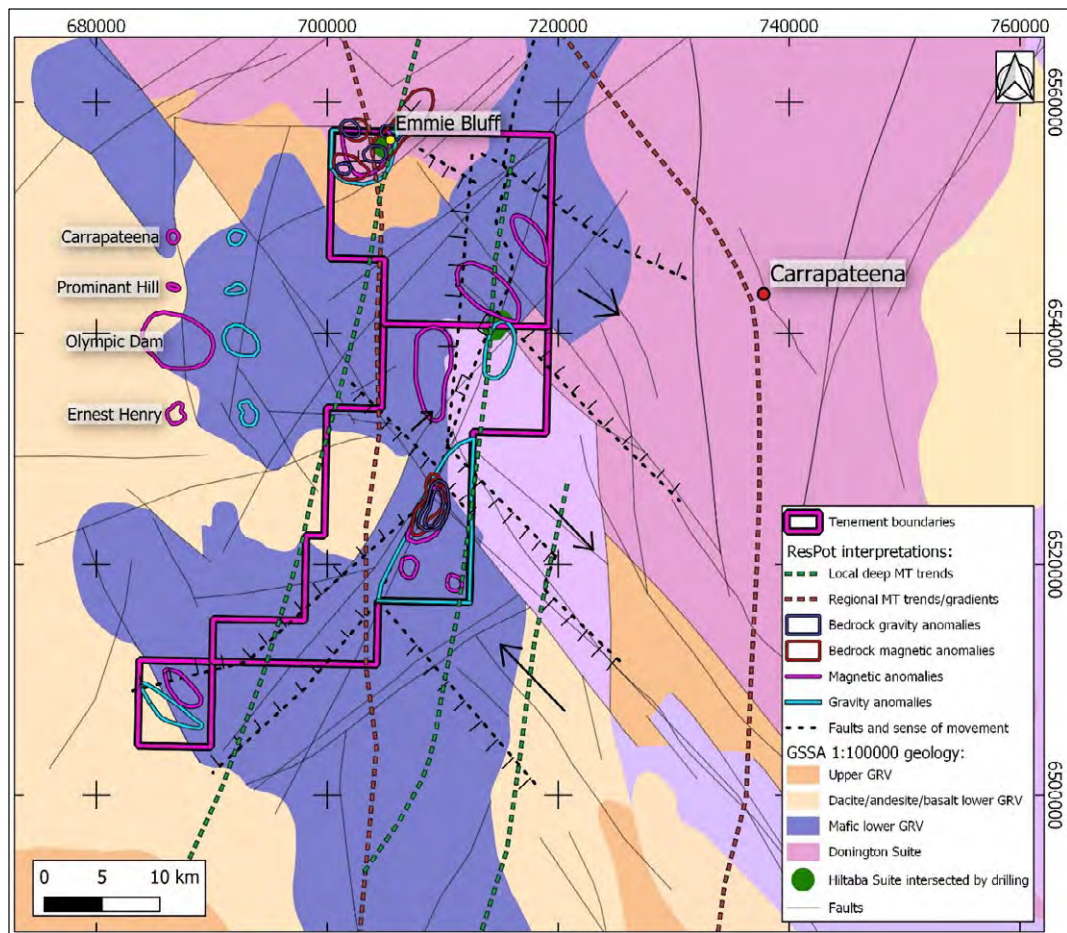 680000 700000 720000 740000 760000
6550000
Emmie Bluff
Carrapateena
Carrapateena
Prominant Hill
6540000
Olympic Dam
Ernest Henry
6520000
Tenement boundaries
ResPot interpretations:
Local deep MT trends
Regional MT trends/gradients
Bedrock gravity anomalies
Bedrock magnetic anomalies
Magnetic anomalies
Gravity anomalies
Faults and sense of movement
GSSA 1:100000 geology:
6500000
Upper GRV
Dacite/andesite/basalt lower GRV
Mafic lower GRV
Donington Suite
Hiltaba Suite intersected by drilling
Faults
0 5 10 km